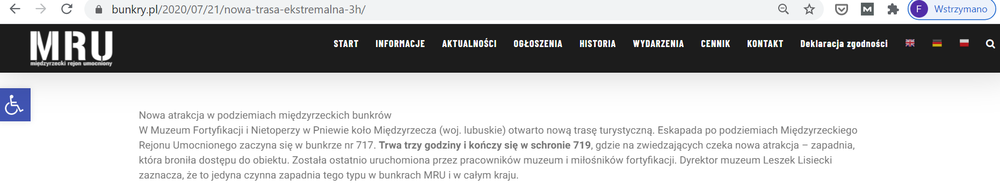 bunkry.pl/2020/07/21/nowa-trasa-ekstremalna-3h/
M
F
Wstrzymano
MRU
międzyrzecki rejon umocniony
START INFORMACJE AKTUALNOŚCI OGŁOSZENIA HISTORIA WYDARZENIA CENNIK KONTAKT Deklaracja zgodności
Nowa atrakcja w podziemiach międzyrzeckich bunkrów
W Muzeum Fortyfikacji i Nietoperzy w Pniewie koło Międzyrzecza (woj. lubuskie) otwarto nową trasę turystyczną. Eskapada po podziemiach Międzyrzeckiego
Rejonu Umocnionego zaczyna się w bunkrze nr 717. Trwa trzy godziny i kończy się w schronie 719, gdzie na zwiedzających czeka nowa atrakcja – zapadnia,
która broniła dostępu do obiektu. Została ostatnio uruchomiona przez pracowników muzeum i miłośników fortyfikacji. Dyrektor muzeum Leszek Lisiecki
zaznacza, że to jedyna czynna zapadnia tego typu w bunkrach MRU i w całym kraju.